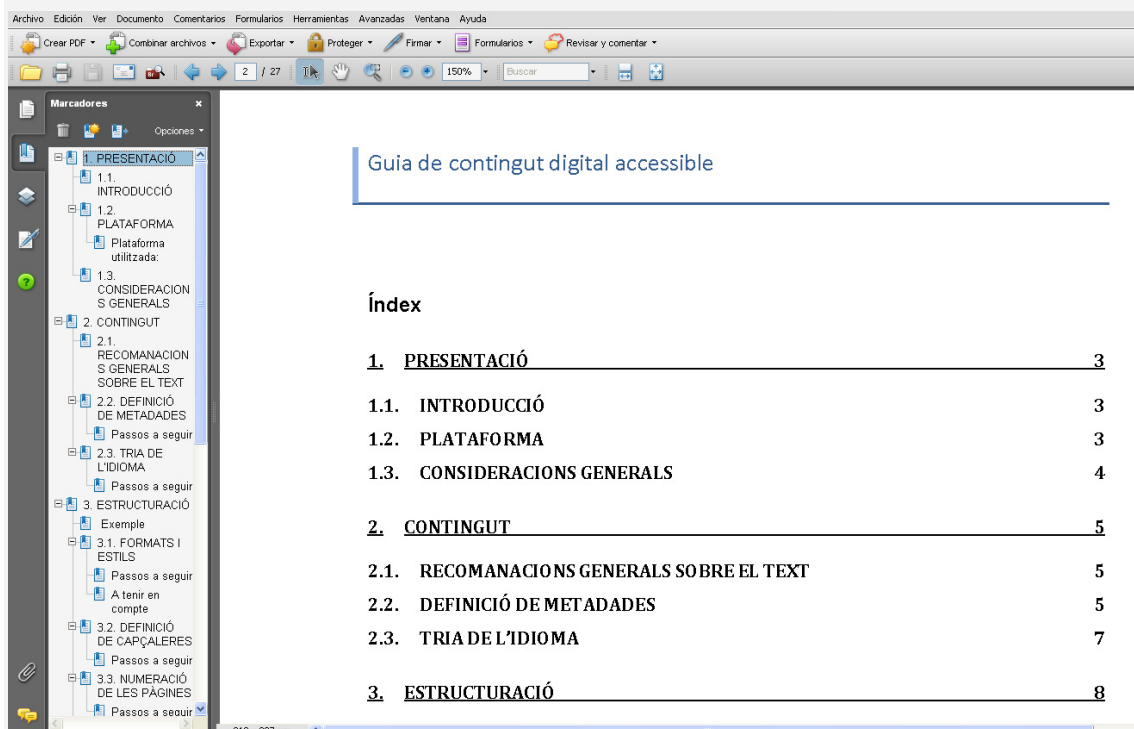 Archivo Edición Ver Documento Comentarios Formularios Herramientas Avanzadas Ventana Ayuda
Crear PDF Combinar archivos Exportar Proteger Firmar Formularios Revisar y comentar
2 / 27 150% Buscar
Marcadores
Opciones
1. PRESENTACIÓ
1.1.
INTRODUCCIÓ
1.2.
PLATAFORMA
Plataforma
utilitzada:
1.3.
CONSIDERACION
S GENERALS
2. CONTINGUT
2.1.
RECOMANACION
S GENERALS
SOBRE EL TEXT
2.2. DEFINICIÓ
DE METADADES
Passos a seguir
2.3. TRIA DE
L'IDIOMA
Passos a seguir
3. ESTRUCTURACIÓ
Exemple
3.1. FORMATS I
ESTILS
Passos a seguir
A tenir en
compte
3.2. DEFINICIÓ
DE CAPÇALERES
Passos a seguir
3.3. NUMERACIÓ
DE LES PÀGINES
Passos a seguir
Guia de contingut digital accessible
Índex
1. PRESENTACIÓ 3
1.1. INTRODUCCIÓ 3
1.2. PLATAFORMA 3
1.3. CONSIDERACIONS GENERALS 4
2. CONTINGUT 5
2.1. RECOMANACIONS GENERALS SOBRE EL TEXT 5
2.2. DEFINICIÓ DE METADADES 5
2.3. TRIA DE L’IDIOMA 7
3. ESTRUCTURACIÓ 8